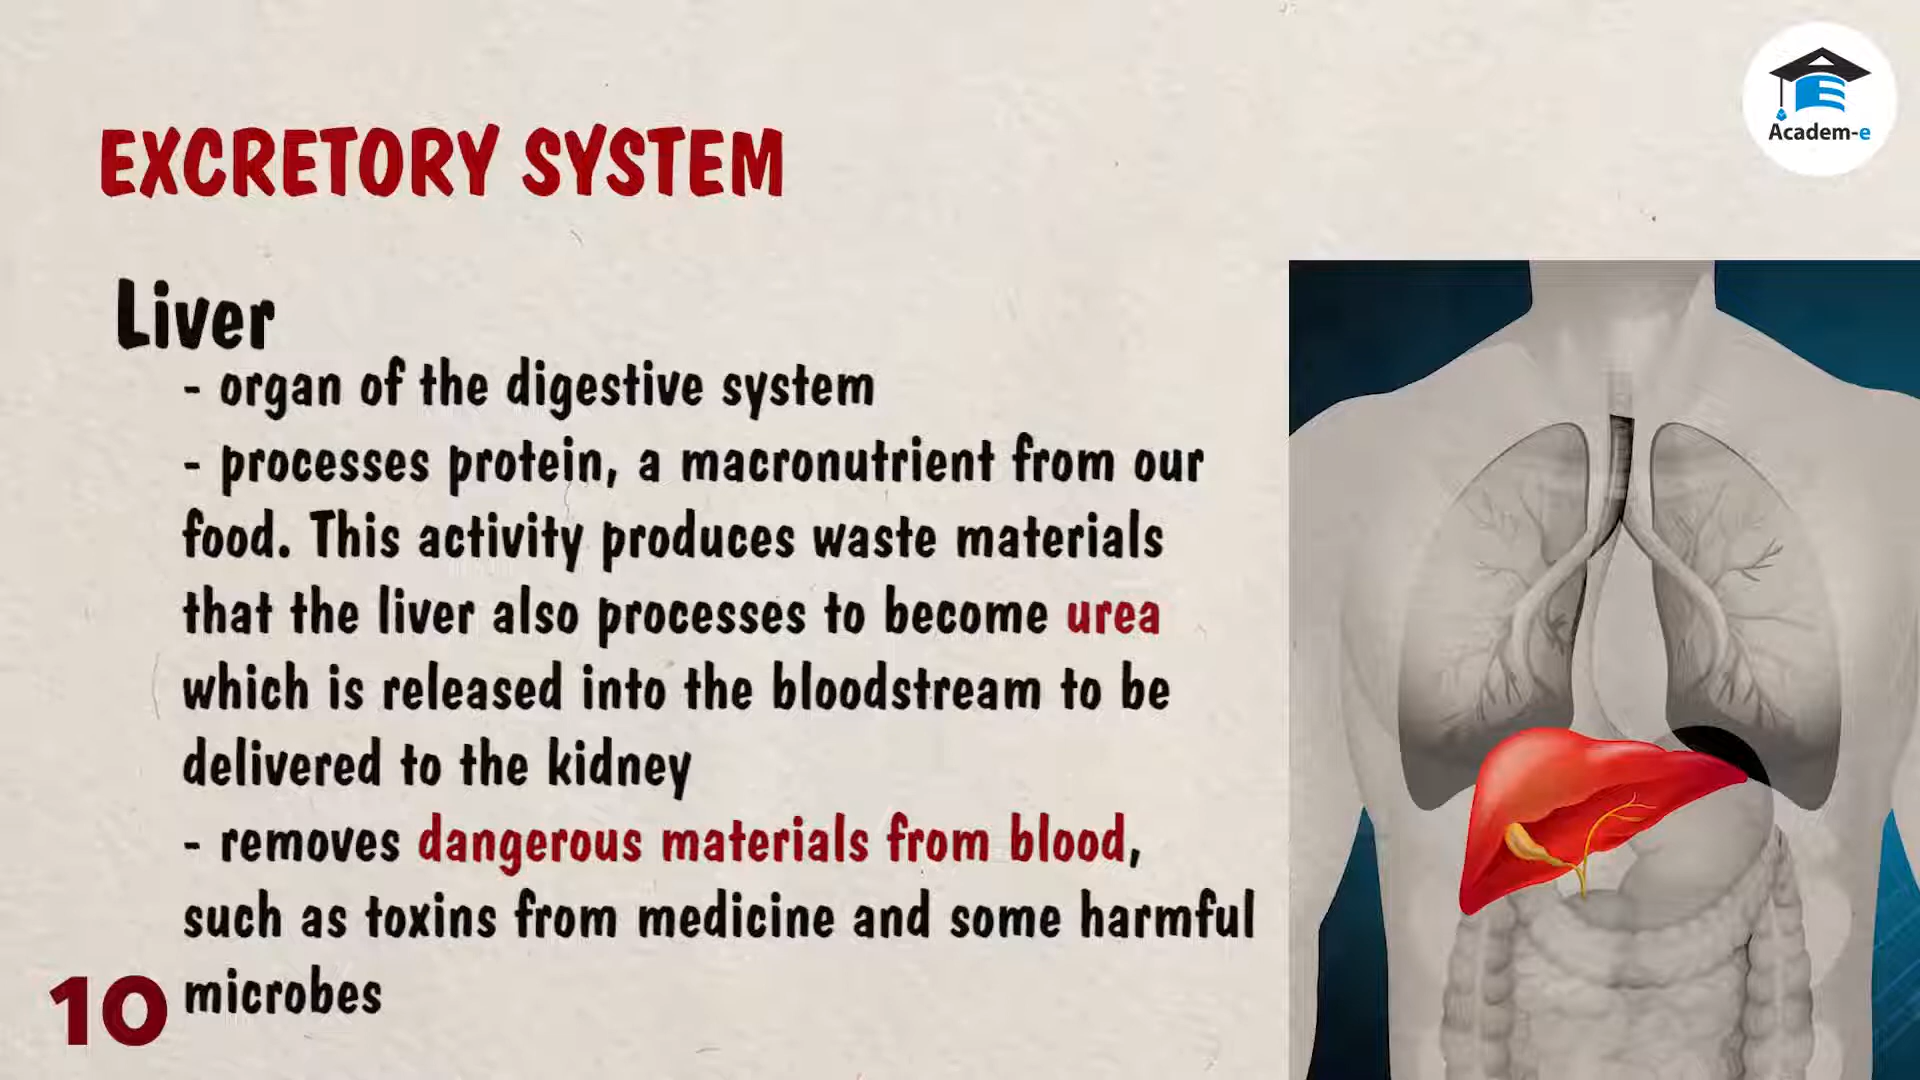 Academ-e
EXCRETORY SYSTEM
Liver
- organ of the digestive system
- processes protein, a macronutrient from our
food. This activity produces waste materials
that the liver also processes to become urea
which is released into the bloodstream to be
delivered to the kidney
- removes dangerous materials from blood,
such as toxins from medicine and some harmful
microbes
10